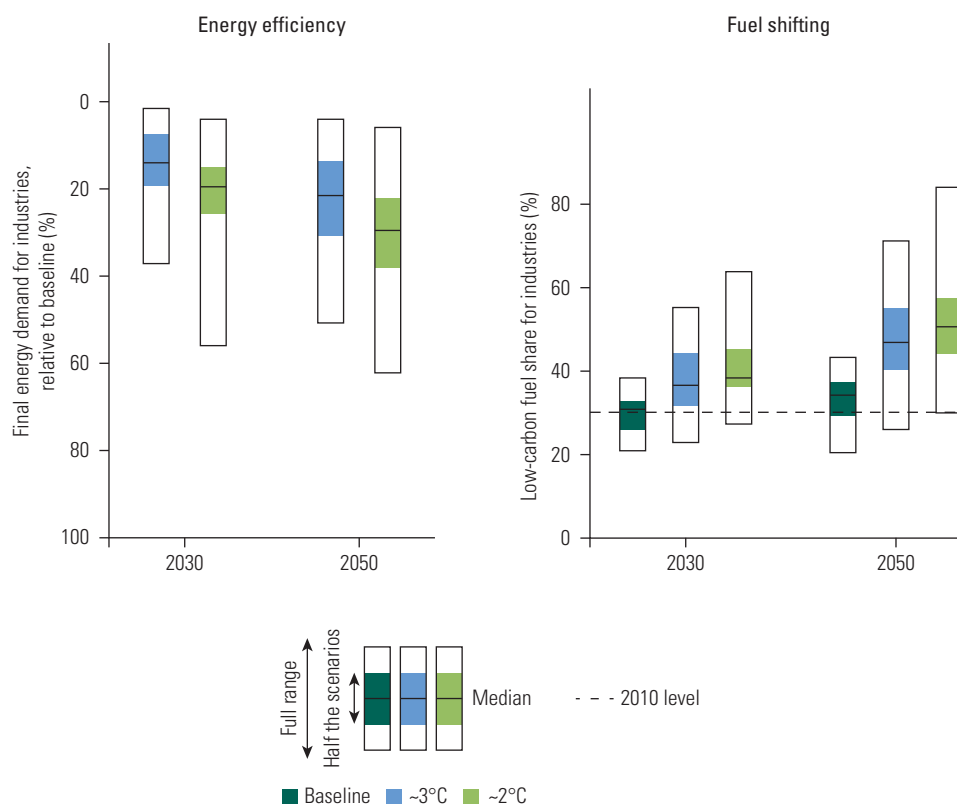 Energy efficiency
Final energy demand for industries,
relative to baseline (%)
0
20
40
60
80
100
2030
2050
Fuel shifting
Low-carbon fuel share for industries (%)
80
60
40
20
0
2030
2050
Full range
Half the scenarios
Median
2010 level
Baseline
~3°C
~2°C